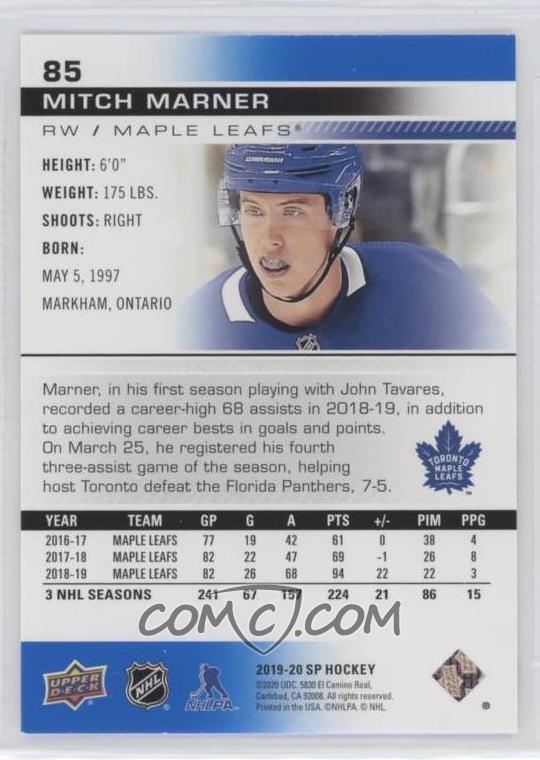 85
MITCH MARNER
RW / MAPLE LEAFS®
HEIGHT: 6'0"
WEIGHT: 175 LBS.
SHOOTS: RIGHT
BORN:
MAY 5, 1997
MARKHAM, ONTARIO
WARRIOR
Marner, in his first season playing with John Tavares,
recorded a career-high 68 assists in 2018-19, in addition
to achieving career bests in goals and points.
On March 25, he registered his fourth
three-assist game of the season, helping
host Toronto defeat the Florida Panthers, 7-5.
TORONTO
MAPLE
LEAFS
™
YEAR TEAM GP G A PTS +/- PIM PPG
2016-17 MAPLE LEAFS 77 19 42 61 0 38 4
2017-18 MAPLE LEAFS 82 22 47 69 -1 26 8
2018-19 MAPLE LEAFS 82 26 68 94 22 22 3
3 NHL SEASONS 241 67 157 224 21 86 15
COMC.com
UPPER
DECK
NHL
NHLPA
2019-20 SP HOCKEY
©2020 UDC. 5830 El Camino Real,
Carlsbad, CA 92008. All rights reserved.
Printed in the USA. ©NHLPA. © NHL.
®